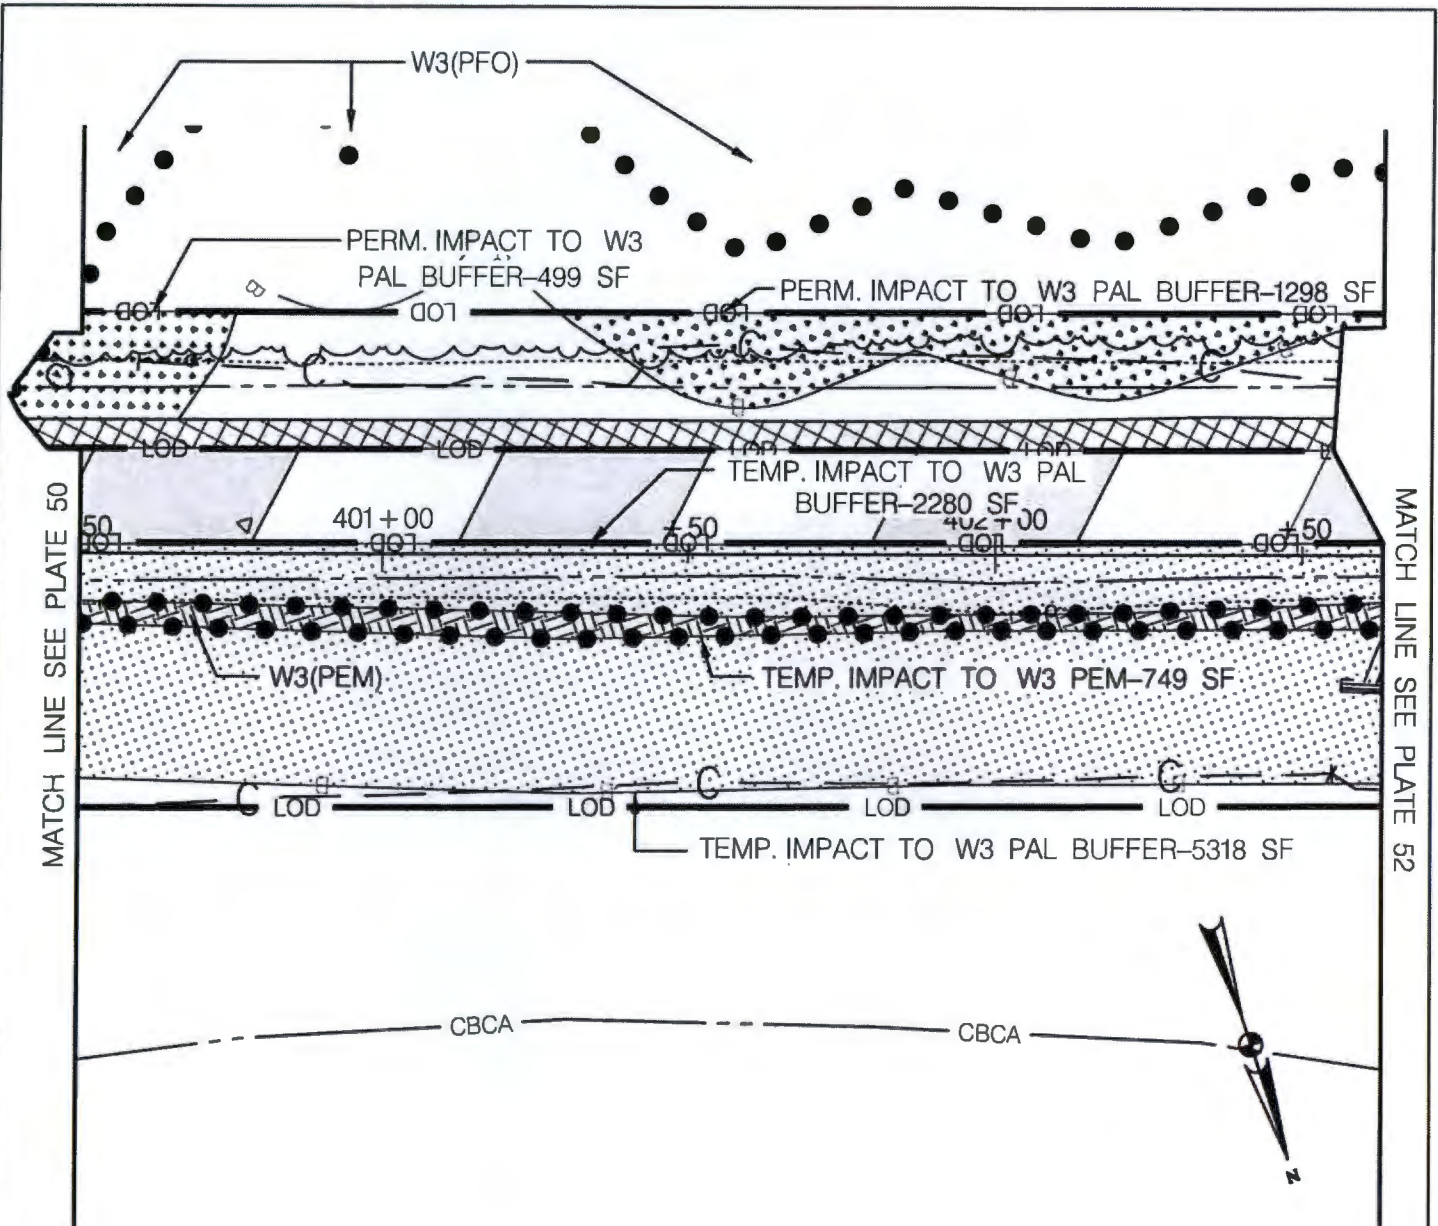 W3(PFO)
PERM. IMPACT TO W3
PAL BUFFER-499 SF
B
PERM. IMPACT TO W3 PAL BUFFER-1298 SF
LOD LOD LOD LOD LOD
C C C
B
LOD LOD LOD LOD
TEMP. IMPACT TO W3 PAL
BUFFER-2280 SF
50 401+00 +50 402+00 +50
LOD LOD LOD LOD LOD
W3(PEM)
TEMP. IMPACT TO W3 PEM-749 SF
C C C
LOD LOD LOD LOD
TEMP. IMPACT TO W3 PAL BUFFER-5318 SF
MATCH LINE SEE PLATE 50
MATCH LINE SEE PLATE 52
CBCA CBCA
N